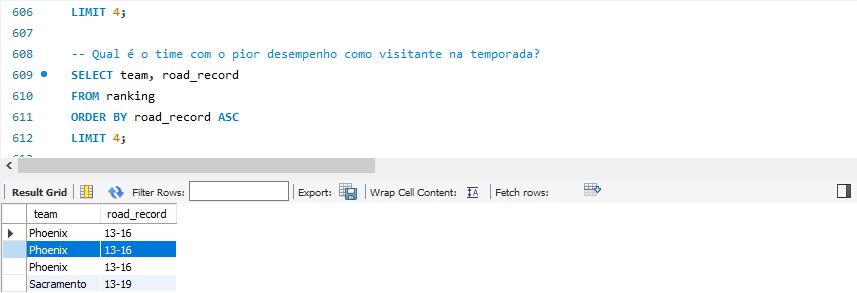 606 LIMIT 4;
607
608 -- Qual é o time com o pior desempenho como visitante na temporada?
609 SELECT team, road_record
610 FROM ranking
611 ORDER BY road_record ASC
612 LIMIT 4;
Result Grid Filter Rows: Export: Wrap Cell Content: Fetch rows:
team road_record
Phoenix 13-16
Phoenix 13-16
Phoenix 13-16
Sacramento 13-19